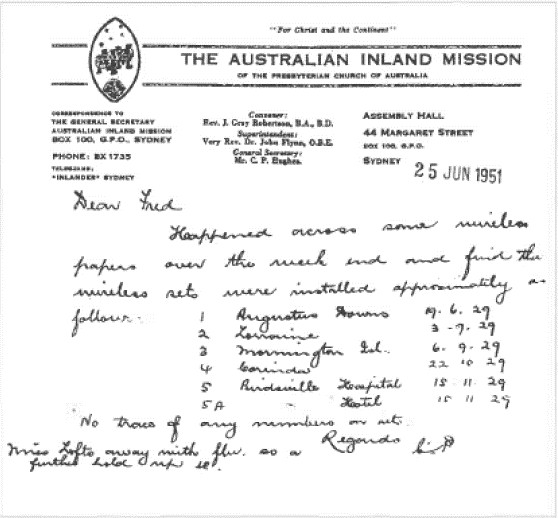 "For Christ and the Continent"
THE AUSTRALIAN INLAND MISSION
OF THE PRESBYTERIAN CHURCH OF AUSTRALIA
CORRESPONDENCE TO
THE GENERAL SECRETARY
AUSTRALIAN INLAND MISSION
BOX 100, G.P.O., SYDNEY
PHONE: BX 1735
TELEGRAMS:
"INLANDER" SYDNEY
Convener:
Rev. J. Gray Robertson, B.A., B.D.
Superintendent:
Very Rev. Dr. John Flynn, O.B.E.
General Secretary:
Mr. C. P. Hughes.
ASSEMBLY HALL
44 MARGARET STREET
BOX 100, G.P.O.
SYDNEY
25 JUN 1951
Dear Fred
Happened across some wireless
papers over the week end and find the
wireless sets were installed approximately as
follows:
1 Augustus Downs 19. 6. 29
2 Lorraine 3 - 7. 29
3 Mornington Isl. 6. 9. 29
4 Corinda 22 10 29
5 Birdsville Hospital 15 11 29
5A Hostel 15 11 29
No trace of any numbers on sets.
Miss Lofts away with flu. so a
further hold up
Regards